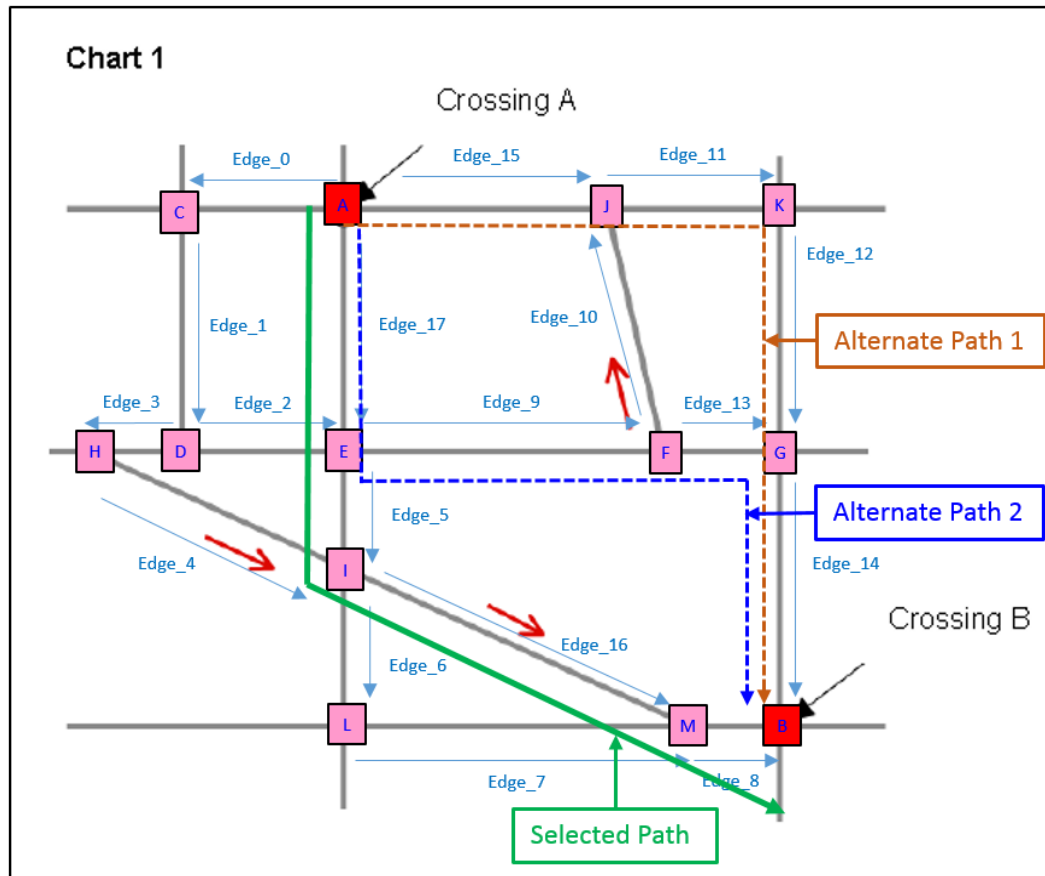 Chart 1
Crossing A
Edge_0
Edge_15
Edge_11
C
A
J
K
Edge_12
Edge_1
Edge_17
Edge_10
Alternate Path 1
Edge_3
Edge_2
Edge_9
Edge_13
H
D
E
F
G
Edge_5
Alternate Path 2
Edge_4
I
Edge_14
Crossing B
Edge_16
Edge_6
L
M
B
Edge_7
Edge_8
Selected Path